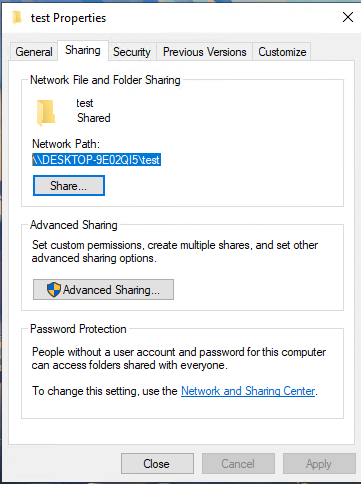 test Properties
General
Sharing
Security
Previous Versions
Customize
Network File and Folder Sharing
test
Shared
Network Path:
\\DESKTOP-9E02QI5\test
Share...
Advanced Sharing
Set custom permissions, create multiple shares, and set other
advanced sharing options.
Advanced Sharing...
Password Protection
People without a user account and password for this computer
can access folders shared with everyone.
To change this setting, use the Network and Sharing Center.
Close
Cancel
Apply